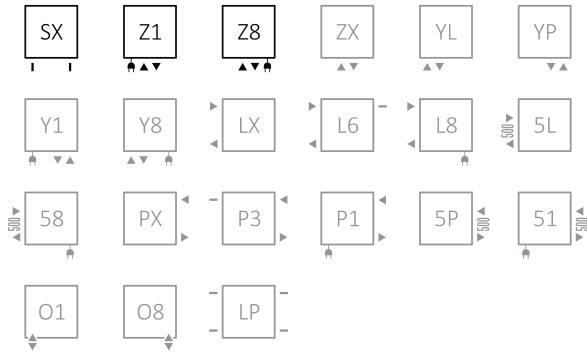 SX Z1 Z8 ZX YL YP
Y1 Y8 LX L6 L8 500 5L
500 58 PX P3 P1 5P 500 51 500
O1 O8 LP